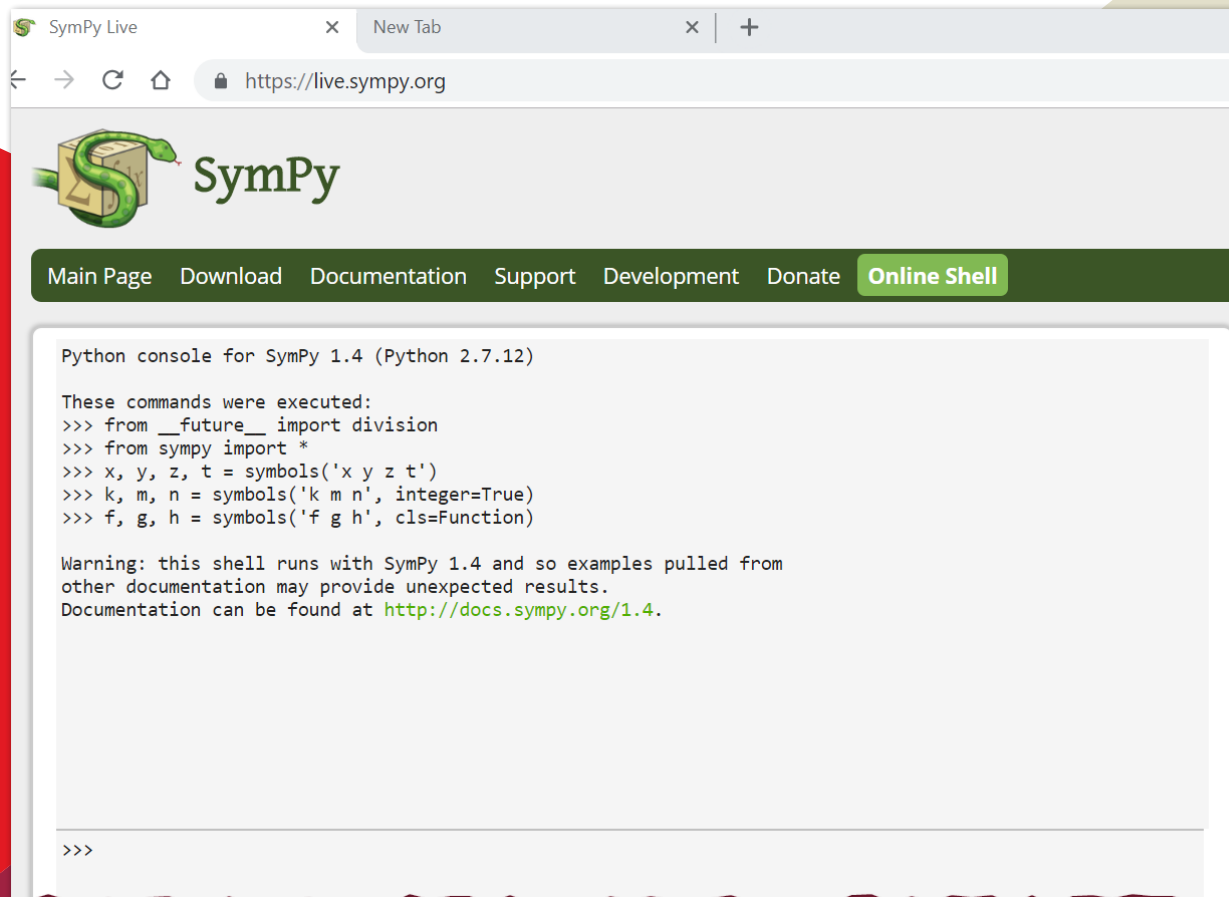 SymPy Live
New Tab
https://live.sympy.org
SymPy
Main Page Download Documentation Support Development Donate Online Shell
Python console for SymPy 1.4 (Python 2.7.12)
These commands were executed:
>>> from __future__ import division
>>> from sympy import *
>>> x, y, z, t = symbols('x y z t')
>>> k, m, n = symbols('k m n', integer=True)
>>> f, g, h = symbols('f g h', cls=Function)
Warning: this shell runs with SymPy 1.4 and so examples pulled from
other documentation may provide unexpected results.
Documentation can be found at http://docs.sympy.org/1.4.
>>>